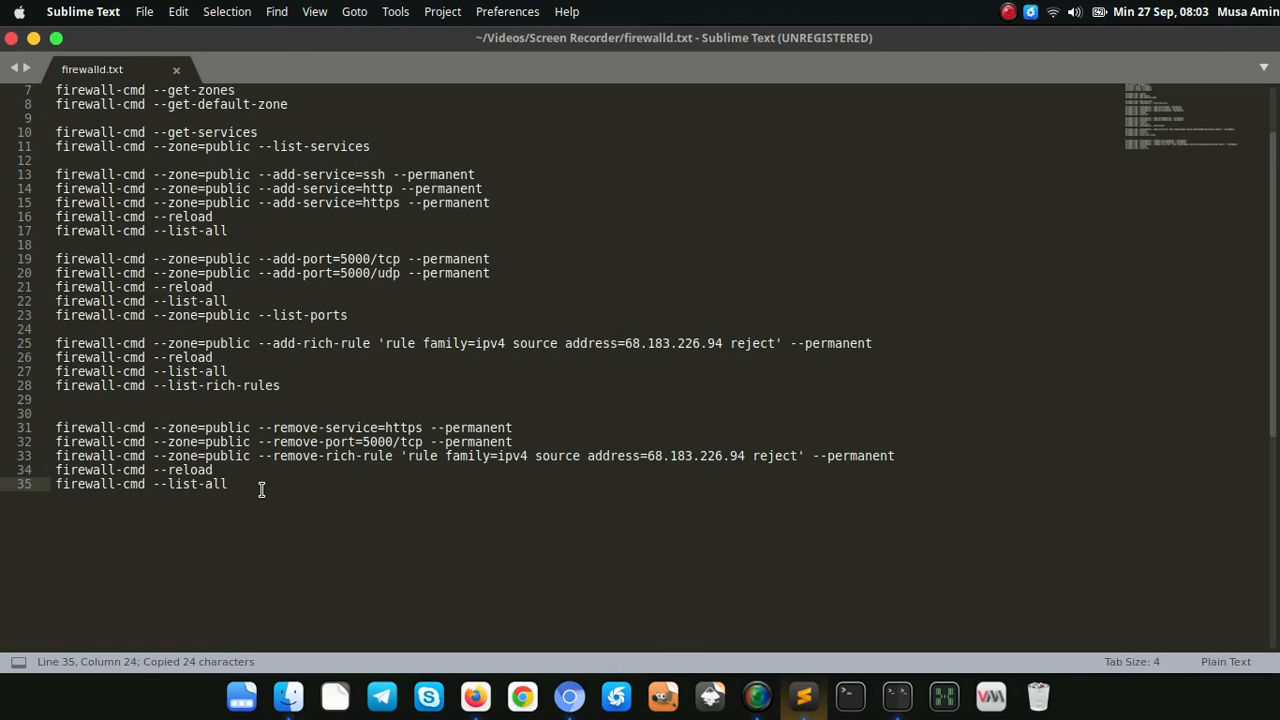 Sublime Text File Edit Selection Find View Goto Tools Project Preferences Help Min 27 Sep, 08:03 Musa Amin
~/Videos/Screen Recorder/firewalld.txt - Sublime Text (UNREGISTERED)
firewalld.txt
7 firewall-cmd --get-zones
8 firewall-cmd --get-default-zone
9
10 firewall-cmd --get-services
11 firewall-cmd --zone=public --list-services
12
13 firewall-cmd --zone=public --add-service=ssh --permanent
14 firewall-cmd --zone=public --add-service=http --permanent
15 firewall-cmd --zone=public --add-service=https --permanent
16 firewall-cmd --reload
17 firewall-cmd --list-all
18
19 firewall-cmd --zone=public --add-port=5000/tcp --permanent
20 firewall-cmd --zone=public --add-port=5000/udp --permanent
21 firewall-cmd --reload
22 firewall-cmd --list-all
23 firewall-cmd --zone=public --list-ports
24
25 firewall-cmd --zone=public --add-rich-rule 'rule family=ipv4 source address=68.183.226.94 reject' --permanent
26 firewall-cmd --reload
27 firewall-cmd --list-all
28 firewall-cmd --list-rich-rules
29
30
31 firewall-cmd --zone=public --remove-service=https --permanent
32 firewall-cmd --zone=public --remove-port=5000/tcp --permanent
33 firewall-cmd --zone=public --remove-rich-rule 'rule family=ipv4 source address=68.183.226.94 reject' --permanent
34 firewall-cmd --reload
35 firewall-cmd --list-all
Line 35, Column 24; Copied 24 characters Tab Size: 4 Plain Text